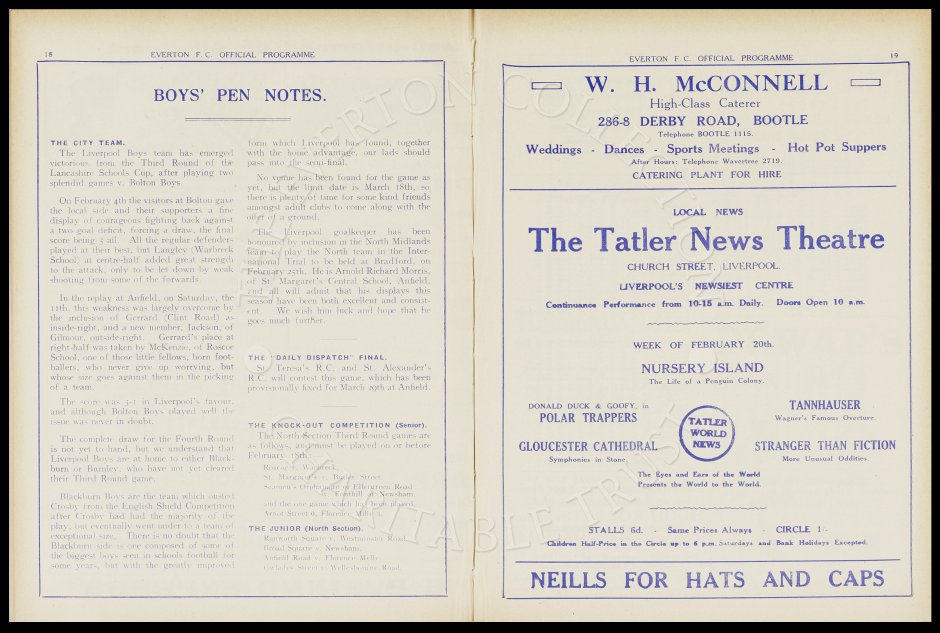 18
EVERTON F. C. OFFICIAL PROGRAMME
BOYS' PEN NOTES.
THE CITY TEAM.
The Liverpool Boys team has emerged
victorious from the Third Round of the
Lancashire Schools Cup, after playing two
splendid games v. Bolton Boys.
On February 4th the visitors at Bolton gave
the local side and their supporters a fine
display of courageous fighting back against
a two goal deficit, forcing a draw, the final
score being 3 all. All the regular defenders
played at their best, but Langley (Warbreck
School) at centre-half added great strength
to the attack, only to be let down by weak
shooting from some of the forwards.
In the replay at Anfield, on Saturday, the
11th, this weakness was largely overcome by
the inclusion of Gerrard (Clint Road) as
inside-right, and a new member, Jackson, of
Gilmour, outside-right. Gerrard's place at
right-half was taken by McKenzie, of Roscoe
School, one of those little fellows, born foot-
ballers, who never give up worrying, but
whose size goes against them in the picking
of a team.
The score was 3-1 in Liverpool's favour,
and although Bolton Boys played well the
issue was never in doubt.
The complete draw for the Fourth Round
is not yet to hand, but we understand that
Liverpool Boys are at home to either Black-
burn or Burnley, who have not yet cleared
their Third Round game.
Blackburn Boys are the team which ousted
Crosby from the English Shield Competition
after Crosby had had the majority of the
play, but eventually went under to a team of
exceptional size. There is no doubt that the
Blackburn side is one composed of some of
the biggest boys seen in schools football for
some years, but with the greatly improved
form which Liverpool has found, together
with the home advantage, our lads should
pass into the semi-final.
No venue has been found for the game as
yet, but the limit date is March 18th, so
there is plenty of time for some kind friends
amongst adult clubs to come along with the
offer of a ground.
The Liverpool goalkeeper has been
honoured by inclusion in the North Midlands
team to play the North team in the Inter-
national Trial to be held at Bradford, on
February 25th. He is Arnold Richard Morris,
of St. Margaret's Central School, Anfield,
and all will admit that his displays this
season have been both excellent and consist-
ent. We wish him luck and hope that he
goes much further.
THE "DAILY DISPATCH" FINAL.
St. Teresa's R.C. and St. Alexander's
R.C. will contest this game, which has been
provisionally fixed for March 29th at Anfield.
THE KNOCK-OUT COMPETITION (Senior).
The North Section Third Round games are
as follows, and must be played on or before
February 18th:—
Roscoe v. Warbreck.
St. Margaret's v. Butler Street.
Seamen's Orphanage v. Ellergreen Road
v. Fonthill v. Newsham.
and the one game which has been played,
Arnot Street 6, Florence Melly
THE JUNIOR (North Section).
Ranworth Square v. Westminster Road.
Broad Square v. Newsham.
Anfield Road v. Florence Melly.
Gwladys Street v. Wellesbourne Road.
EVERTON F. C. OFFICIAL PROGRAMME
19
W. H. McCONNELL
High-Class Caterer
286-8 DERBY ROAD, BOOTLE
Telephone BOOTLE 1115.
Weddings - Dances - Sports Meetings - Hot Pot Suppers
After Hours: Telephone Wavertree 2719.
CATERING PLANT FOR HIRE
LOCAL NEWS
The Tatler News Theatre
CHURCH STREET, LIVERPOOL.
LIVERPOOL'S NEWSIEST CENTRE
Continuance Performance from 10-15 a.m. Daily. Doors Open 10 a.m.
WEEK OF FEBRUARY 20th.
NURSERY ISLAND
The Life of a Penguin Colony.
DONALD DUCK & GOOFY, in
POLAR TRAPPERS
TANNHAUSER
Wagner's Famous Overture.
TATLER
WORLD
NEWS
GLOUCESTER CATHEDRAL
Symphonies in Stone.
STRANGER THAN FICTION
More Unusual Oddities.
The Eyes and Ears of the World
Presents the World to the World.
STALLS 6d. - Same Prices Always - CIRCLE 1/-
Children Half-Price in the Circle up to 6 p.m. Saturdays and Bank Holidays Excepted.
NEILLS FOR HATS AND CAPS
THE EVERTON COLLECTION
CHARITABLE TRUST